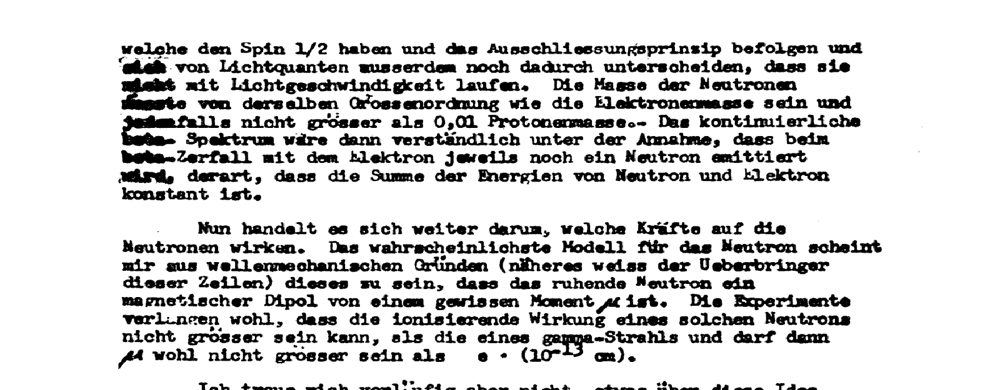 welche den Spin 1/2 haben und das Ausschliessungsprinzip befolgen und
sich von Lichtquanten ausserdem noch dadurch unterscheiden, dass sie
nicht mit Lichtgeschwindigkeit laufen. Die Masse der Neutronen
müsste von derselben Grössenordnung wie die Elektronenmasse sein und
jedenfalls nicht grösser als 0,01 Protonenmasse.- Das kontinuierliche
beta- Spektrum wäre dann verständlich unter der Annahme, dass beim
beta-Zerfall mit dem Elektron jeweils noch ein Neutron emittiert
wird, derart, dass die Summe der Energien von Neutron und Elektron
konstant ist.
Nun handelt es sich weiter darum, welche Kräfte auf die
Neutronen wirken. Das wahrscheinlichste Modell für das Neutron scheint
mir aus wellenmechanischen Gründen (näheres weiss der Ueberbringer
dieser Zeilen) dieses zu sein, dass das ruhende Neutron ein
magnetischer Dipol von einem gewissen Moment μ ist. Die Experimente
verlangen wohl, dass die ionisierende Wirkung eines solchen Neutrons
nicht grösser sein kann, als die eines gamma-Strahls und darf dann
μ wohl nicht grösser sein als e · (10⁻¹³ cm).
Ich traue mich vorläufig aber nicht, etwas über diese Idee